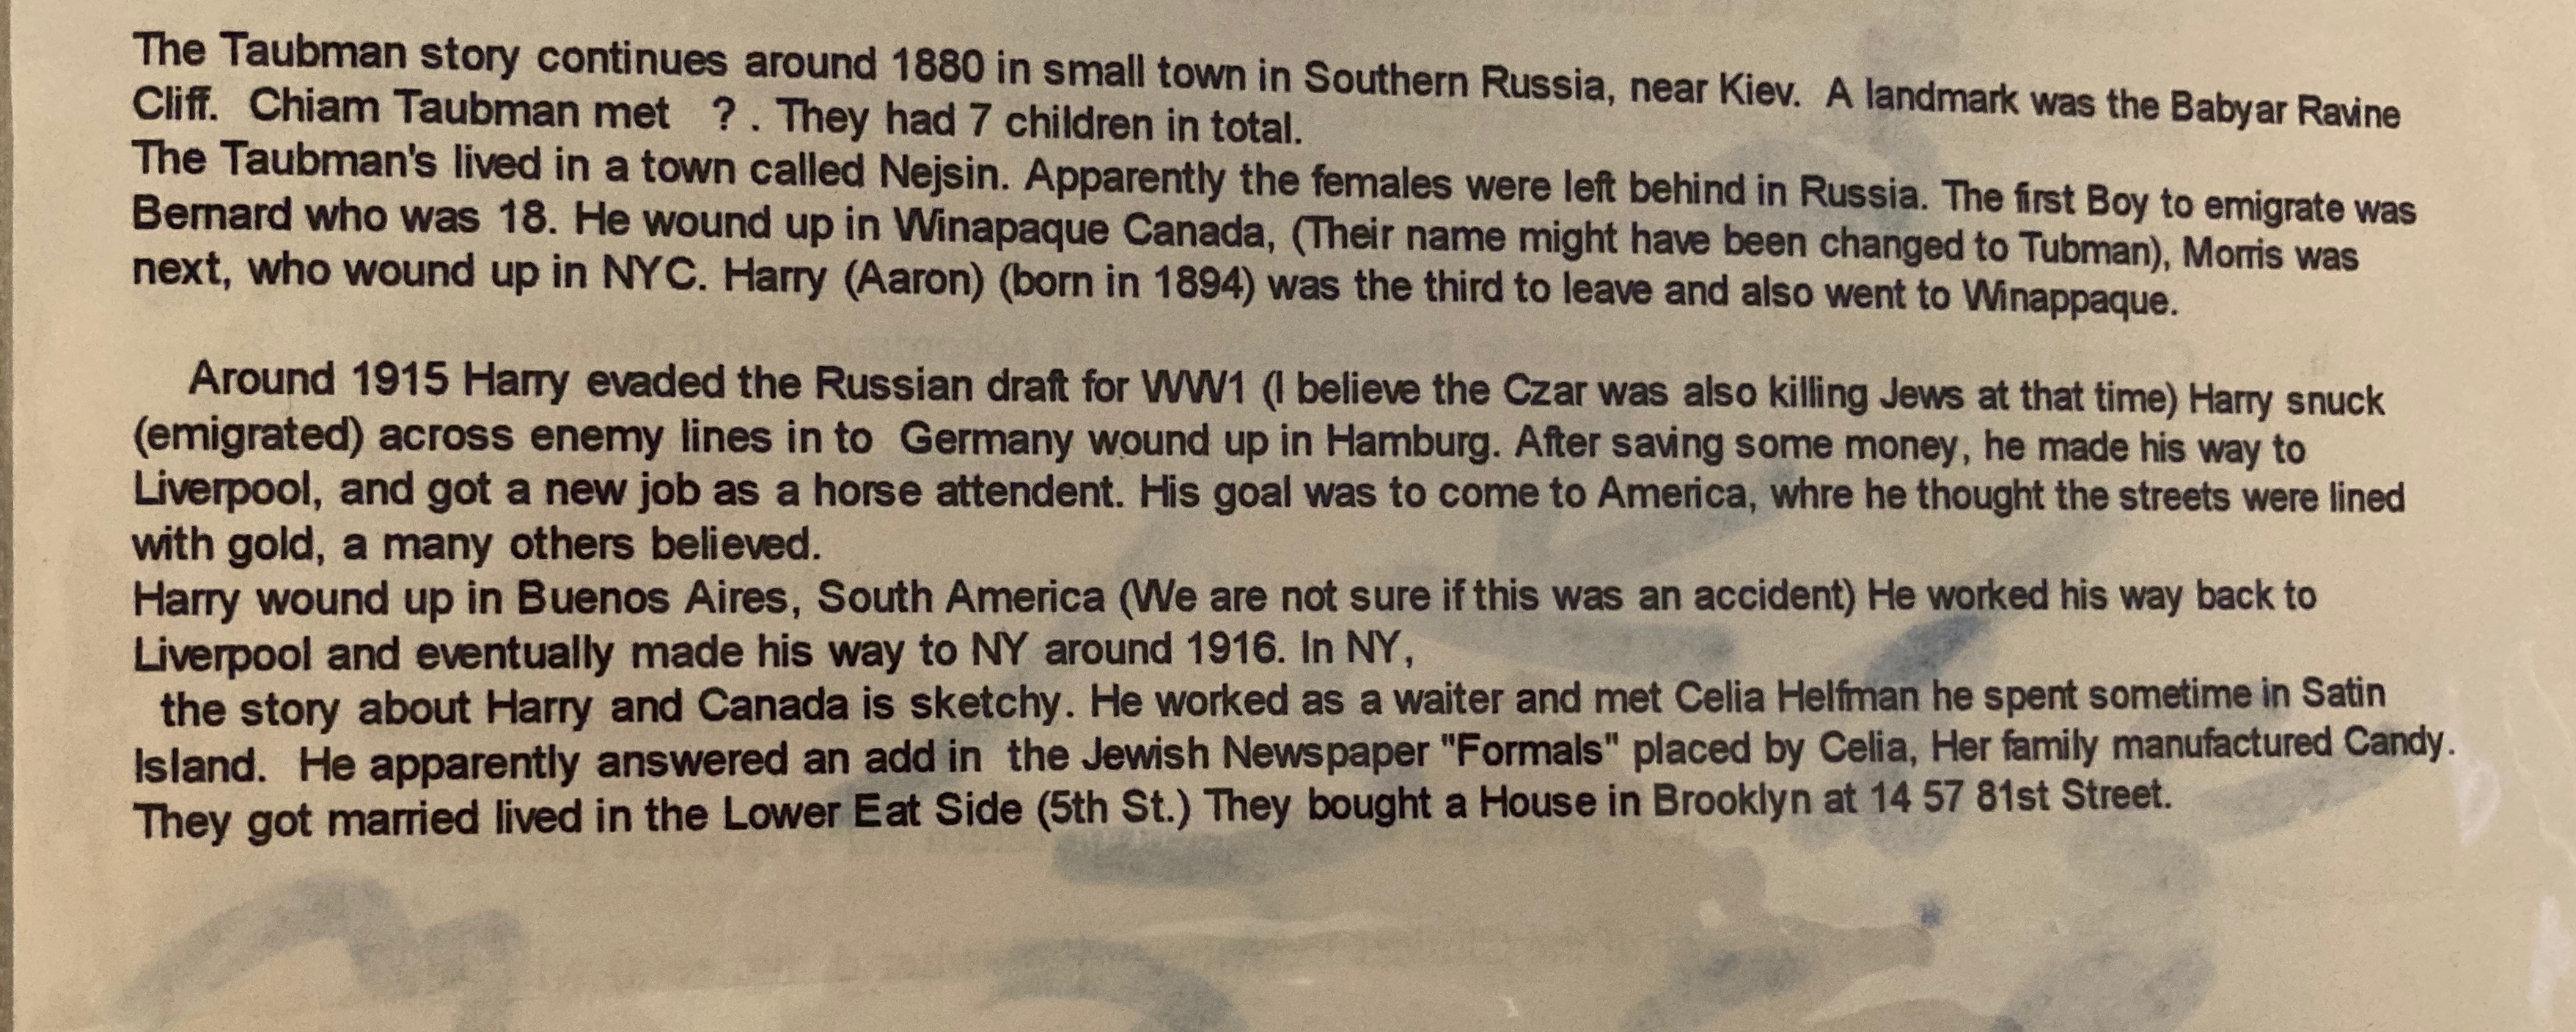 The Taubman story continues around 1880 in small town in Southern Russia, near Kiev. A landmark was the Babyar Ravine
Cliff. Chiam Taubman met ? . They had 7 children in total.
The Taubman's lived in a town called Nejsin. Apparently the females were left behind in Russia. The first Boy to emigrate was
Bernard who was 18. He wound up in Winapaque Canada, (Their name might have been changed to Tubman), Morris was
next, who wound up in NYC. Harry (Aaron) (born in 1894) was the third to leave and also went to Winappaque.
Around 1915 Harry evaded the Russian draft for WW1 (I believe the Czar was also killing Jews at that time) Harry snuck
(emigrated) across enemy lines in to Germany wound up in Hamburg. After saving some money, he made his way to
Liverpool, and got a new job as a horse attendent. His goal was to come to America, whre he thought the streets were lined
with gold, a many others believed.
Harry wound up in Buenos Aires, South America (We are not sure if this was an accident) He worked his way back to
Liverpool and eventually made his way to NY around 1916. In NY,
the story about Harry and Canada is sketchy. He worked as a waiter and met Celia Helfman he spent sometime in Satin
Island. He apparently answered an add in the Jewish Newspaper "Formals" placed by Celia, Her family manufactured Candy.
They got married lived in the Lower Eat Side (5th St.) They bought a House in Brooklyn at 14 57 81st Street.